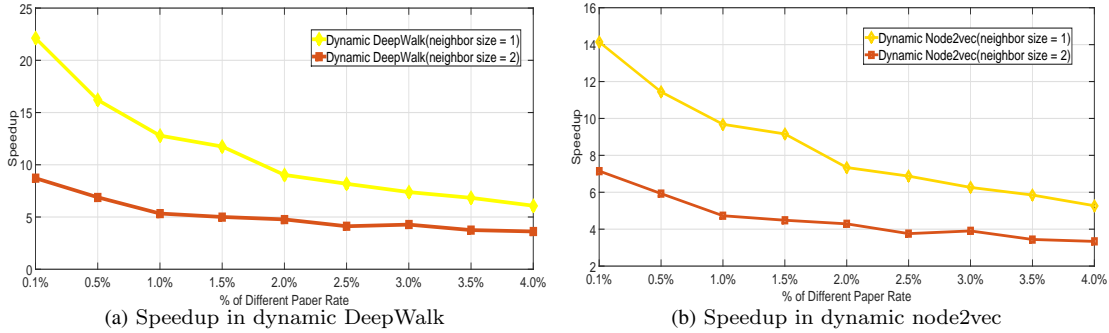 25
20
15
10
5
0
Speedup
Dynamic DeepWalk(neighbor size = 1)
Dynamic DeepWalk(neighbor size = 2)
0.1% 0.5% 1.0% 1.5% 2.0% 2.5% 3.0% 3.5% 4.0%
% of Different Paper Rate
(a) Speedup in dynamic DeepWalk
16
14
12
10
8
6
4
2
Speedup
Dynamic Node2vec(neighbor size = 1)
Dynamic Node2vec(neighbor size = 2)
0.1% 0.5% 1.0% 1.5% 2.0% 2.5% 3.0% 3.5% 4.0%
% of Different Paper Rate
(b) Speedup in dynamic node2vec